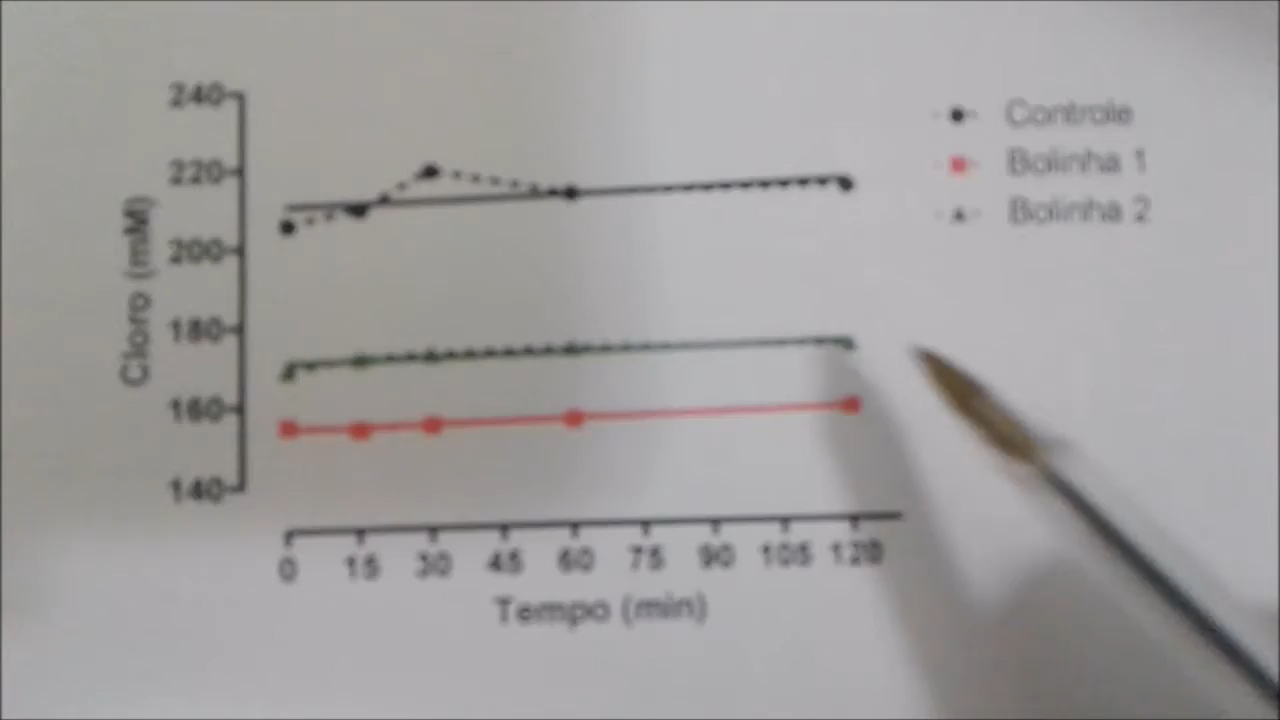 240
220
200
180
160
140
Cloro (mM)
0 15 30 45 60 75 90 105 120
Tempo (min)
Controle
Bolinha 1
Bolinha 2